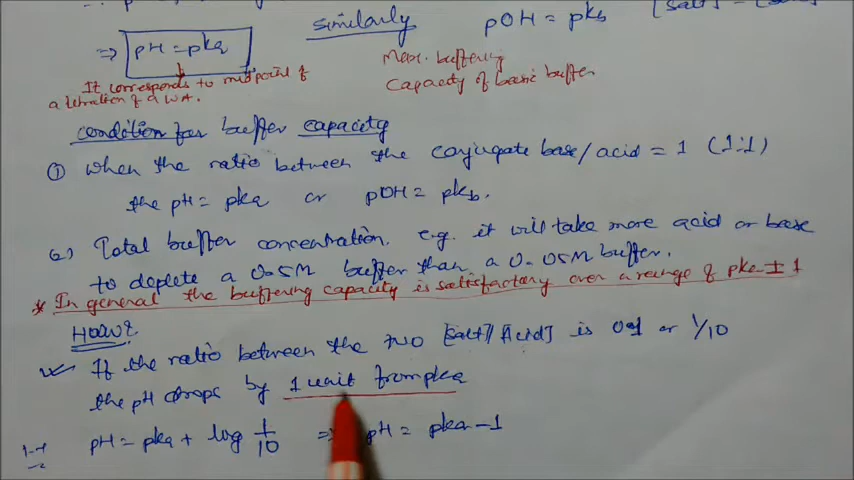 ⇒ pH = pka similarly pOH = pkb
It corresponds to midpoint of
a titration of a WA.
Max. buffering
Capacity of basic buffer
condition for buffer capacity
① when the ratio between the conjugate base/acid = 1 (1:1)
the pH = pka or pOH = pkb.
Total buffer concentration. e.g. it will take more acid or base
to deplete a 0.5M buffer than a 0.05M buffer.
* In general the buffering capacity is satisfactory over a range of pka ± 1
HOW?
If the ratio between the two [Salt]/[Acid] is 0.1 or 1/10
the pH drops by 1 unit from pka
pH = pka + log 1/10 ⇒ pH = pka - 1